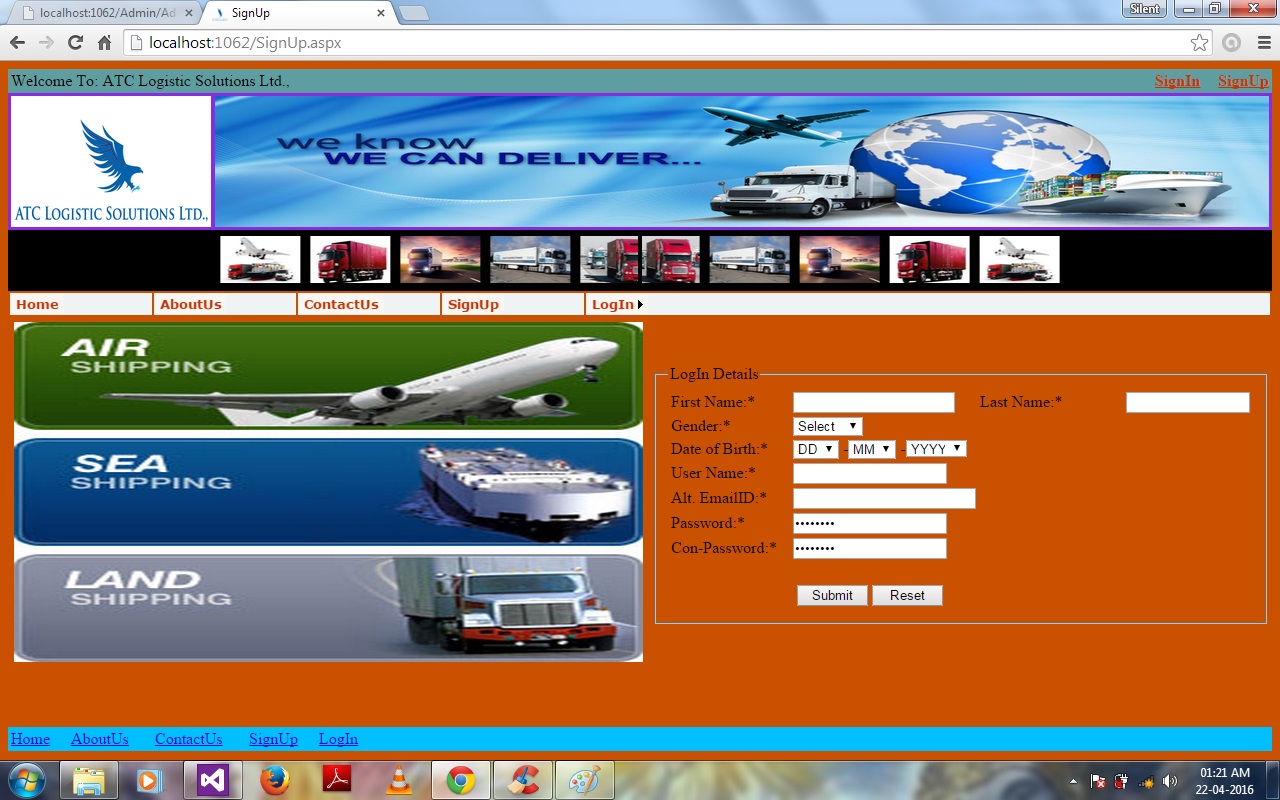 localhost:1062/Admin/Ad
SignUp
Silent
localhost:1062/SignUp.aspx
Welcome To: ATC Logistic Solutions Ltd.,
SignIn SignUp
we know
WE CAN DELIVER...
ATC LOGISTIC SOLUTIONS LTD.,
Home AboutUs ContactUs SignUp LogIn
AIR
SHIPPING
SEA
SHIPPING
LAND
SHIPPING
LogIn Details
First Name:* Last Name:*
Gender:* Select
Date of Birth:* DD - MM - YYYY
User Name:*
Alt. EmailID:*
Password:* ••••••••
Con-Password:* ••••••••
Submit Reset
Home AboutUs ContactUs SignUp LogIn
01:21 AM
22-04-2016